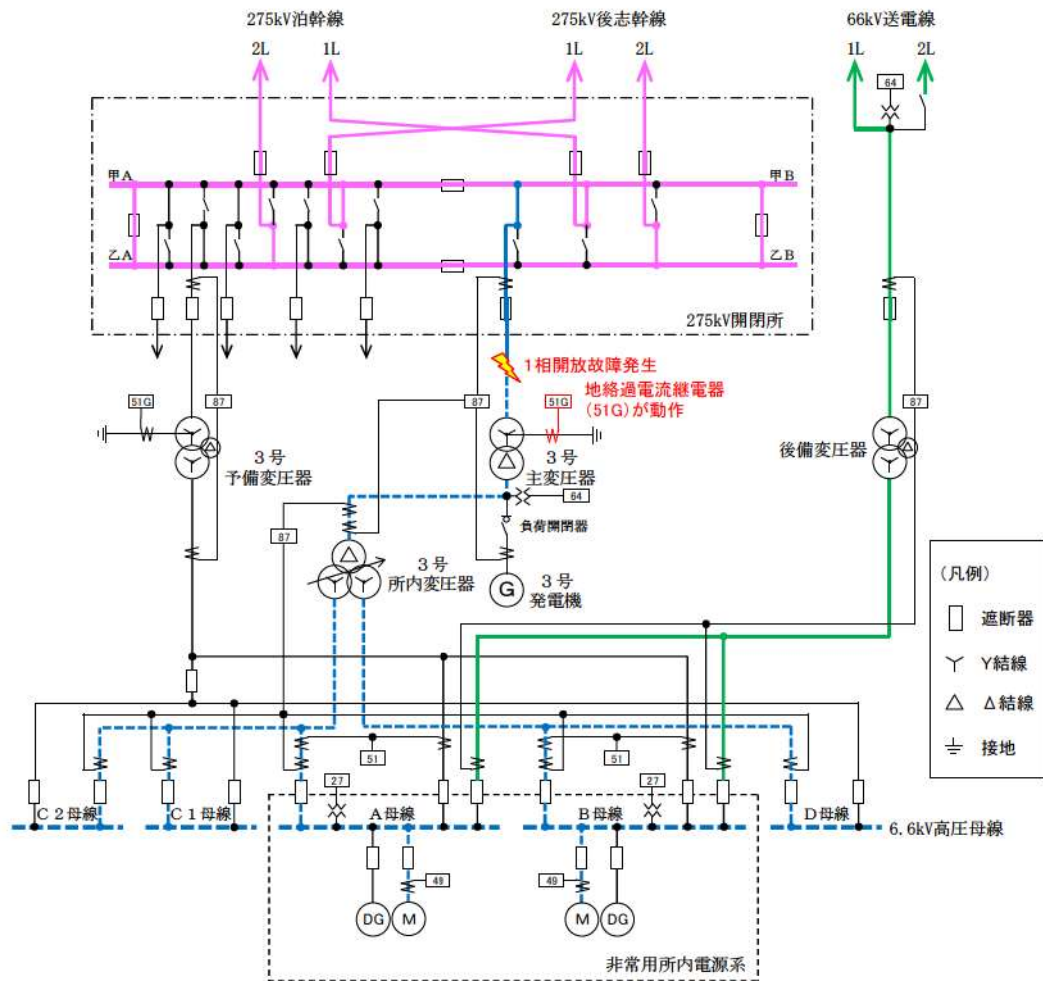 275kV泊幹線
275kV後志幹線
66kV送電線
2L
1L
1L
2L
1L
2L
64
甲A
甲B
乙A
乙B
275kV開閉所
1相開放故障発生
地絡過電流継電器
(51G)が動作
51G
87
87
51G
87
3号
予備変圧器
3号
主変圧器
後備変圧器
64
87
負荷開閉器
3号
所内変圧器
G
3号
発電機
(凡例)
遮断器
Y結線
Δ結線
接地
51
51
27
27
C2母線
C1母線
A母線
B母線
D母線
6.6kV高圧母線
49
49
DG
M
M
DG
非常用所内電源系